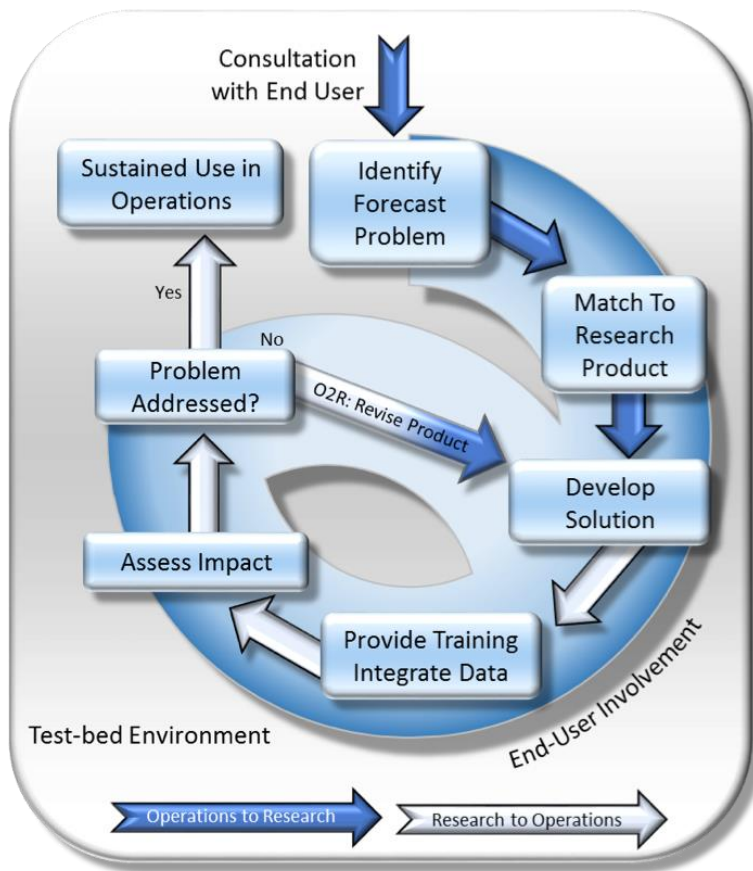 Consultation
with End User
Identify
Forecast
Problem
Sustained Use in
Operations
Match To
Research
Product
Yes
No
Problem
Addressed?
O2R: Revise Product
Develop
Solution
Assess Impact
Provide Training
Integrate Data
End-User Involvement
Test-bed Environment
Operations to Research
Research to Operations